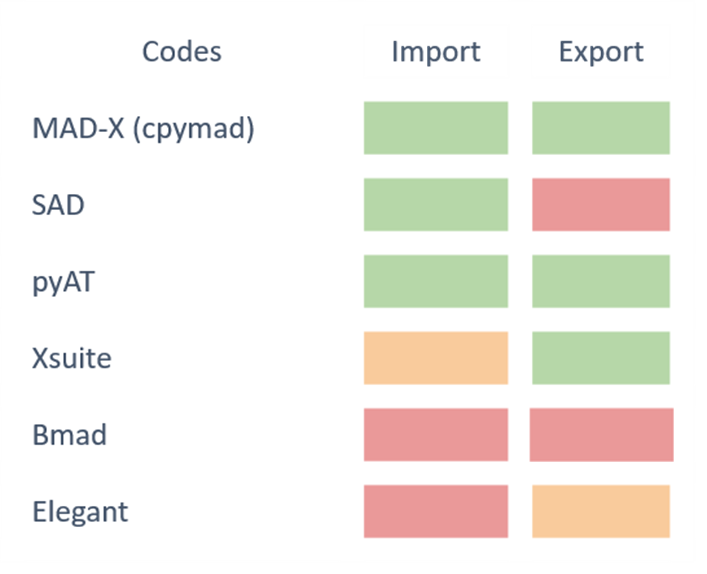 Codes Import Export
MAD-X (cpymad)
SAD
pyAT
Xsuite
Bmad
Elegant